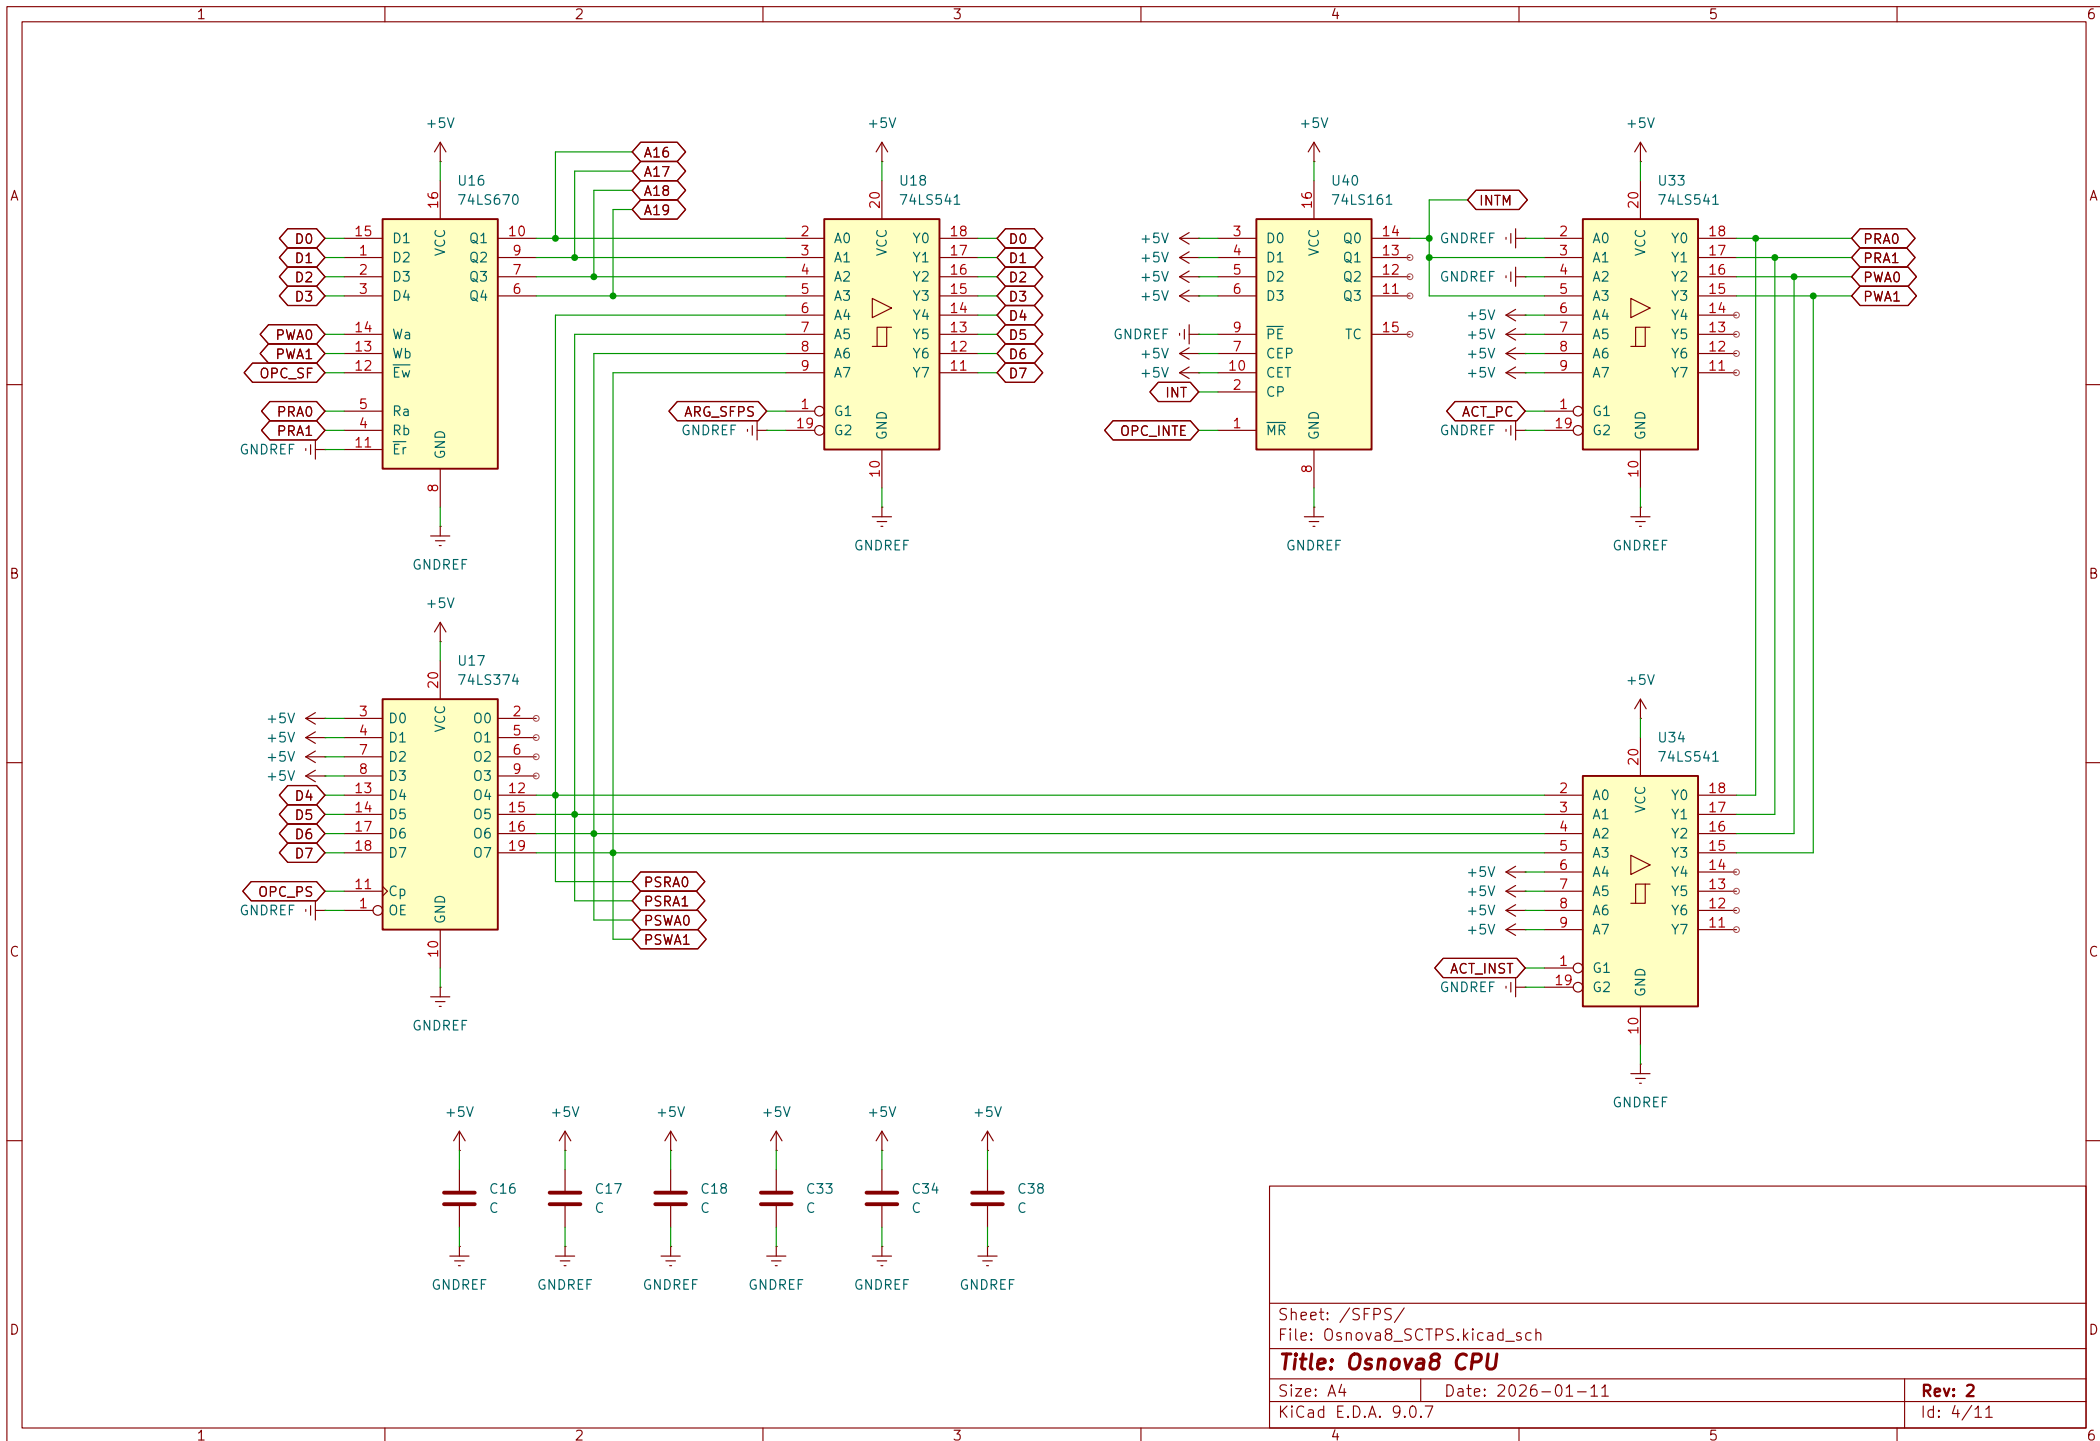 1 2 3 4 5 6
A A
B B
C C
D D
1 2 3 4 5 6
+5V
U16
74LS670
16 VCC
D0 15 D1 Q1 10
D1 1 D2 Q2 9
D2 2 D3 Q3 7
D3 3 D4 Q4 6
PWA0 14 Wa
PWA1 13 Wb
OPC_SF 12 Ew
PRA0 5 Ra
PRA1 4 Rb
GNDREF 11 Er
GND 8
GNDREF
A16
A17
A18
A19
+5V
U18
74LS541
20 VCC
2 A0 Y0 18 D0
3 A1 Y1 17 D1
4 A2 Y2 16 D2
5 A3 Y3 15 D3
6 A4 Y4 14 D4
7 A5 Y5 13 D5
8 A6 Y6 12 D6
9 A7 Y7 11 D7
ARG_SFPS 1 G1
GNDREF 19 G2
GND 10
GNDREF
+5V
U40
74LS161
16 VCC
+5V 3 D0 Q0 14
+5V 4 D1 Q1 13
+5V 5 D2 Q2 12
+5V 6 D3 Q3 11
GNDREF 9 PE TC 15
+5V 7 CEP
+5V 10 CET
INT 2 CP
OPC_INTE 1 MR
GND 8
GNDREF
INTM
+5V
U33
74LS541
20 VCC
GNDREF 2 A0 Y0 18 PRA0
3 A1 Y1 17 PRA1
GNDREF 4 A2 Y2 16 PWA0
5 A3 Y3 15 PWA1
+5V 6 A4 Y4 14
+5V 7 A5 Y5 13
+5V 8 A6 Y6 12
+5V 9 A7 Y7 11
ACT_PC 1 G1
GNDREF 19 G2
GND 10
GNDREF
+5V
U17
74LS374
20 VCC
+5V 3 D0 O0 2
+5V 4 D1 O1 5
+5V 7 D2 O2 6
+5V 8 D3 O3 9
D4 13 D4 O4 12
D5 14 D5 O5 15
D6 17 D6 O6 16
D7 18 D7 O7 19
OPC_PS 11 Cp
GNDREF 1 OE
GND 10
GNDREF
PSRA0
PSRA1
PSWA0
PSWA1
+5V
U34
74LS541
20 VCC
2 A0 Y0 18
3 A1 Y1 17
4 A2 Y2 16
5 A3 Y3 15
+5V 6 A4 Y4 14
+5V 7 A5 Y5 13
+5V 8 A6 Y6 12
+5V 9 A7 Y7 11
ACT_INST 1 G1
GNDREF 19 G2
GND 10
GNDREF
+5V +5V +5V +5V +5V +5V
C16 C17 C18 C33 C34 C38
C C C C C C
GNDREF GNDREF GNDREF GNDREF GNDREF GNDREF
Sheet: /SFPS/
File: Osnova8_SCTPS.kicad_sch
Title: Osnova8 CPU
Size: A4 Date: 2026-01-11 Rev: 2
KiCad E.D.A. 9.0.7 Id: 4/11